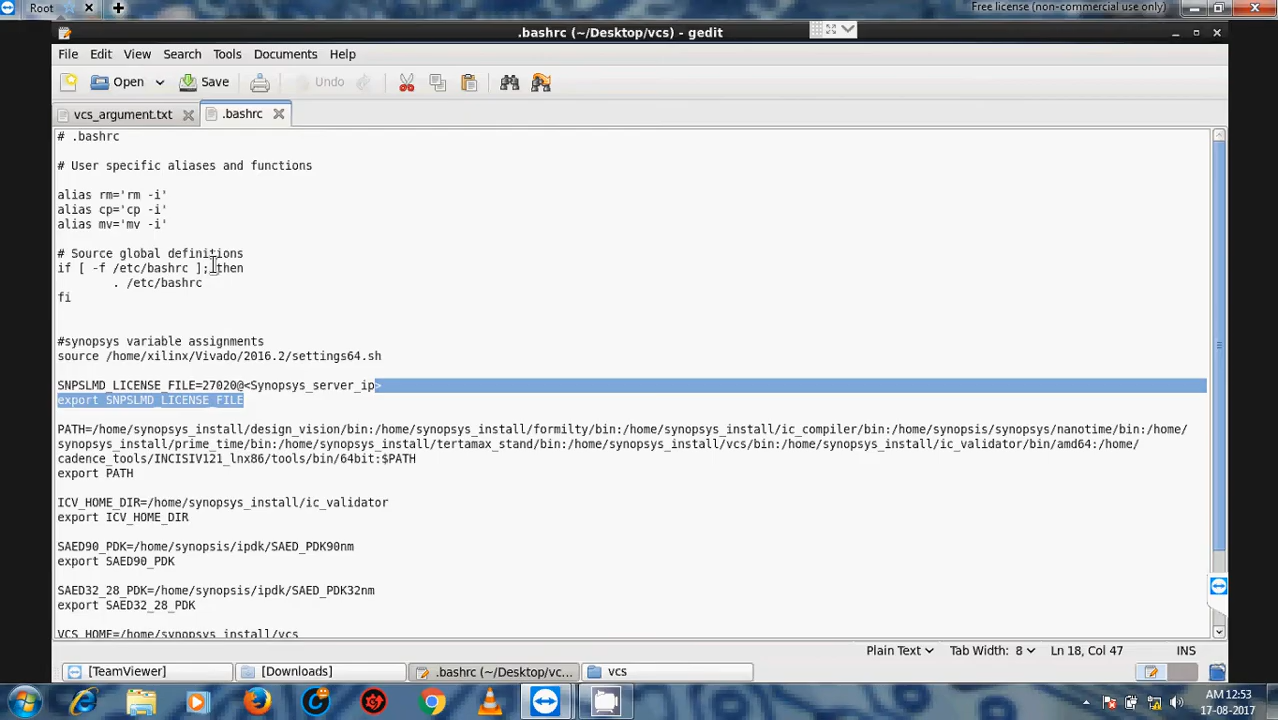 Root
Free license (non-commercial use only)
.bashrc (~/Desktop/vcs) - gedit
File Edit View Search Tools Documents Help
Open Save Undo
vcs_argument.txt .bashrc
# .bashrc
# User specific aliases and functions
alias rm='rm -i'
alias cp='cp -i'
alias mv='mv -i'
# Source global definitions
if [ -f /etc/bashrc ]; then
. /etc/bashrc
fi
#synopsys variable assignments
source /home/xilinx/Vivado/2016.2/settings64.sh
SNPSLMD_LICENSE_FILE=27020@<Synopsys_server_ip>
export SNPSLMD_LICENSE_FILE
PATH=/home/synopsys_install/design_vision/bin:/home/synopsys_install/formilty/bin:/home/synopsys_install/ic_compiler/bin:/home/synopsis/synopsys/nanotime/bin:/home/
synopsys_install/prime_time/bin:/home/synopsys_install/tertamax_stand/bin:/home/synopsys_install/vcs/bin:/home/synopsys_install/ic_validator/bin/amd64:/home/
cadence_tools/INCISIV121_lnx86/tools/bin/64bit:$PATH
export PATH
ICV_HOME_DIR=/home/synopsys_install/ic_validator
export ICV_HOME_DIR
SAED90_PDK=/home/synopsis/ipdk/SAED_PDK90nm
export SAED90_PDK
SAED32_28_PDK=/home/synopsis/ipdk/SAED_PDK32nm
export SAED32_28_PDK
VCS_HOME=/home/synopsys_install/vcs
Plain Text Tab Width: 8 Ln 18, Col 47 INS
[TeamViewer] [Downloads] .bashrc (~/Desktop/vc... vcs
AM 12:53
17-08-2017